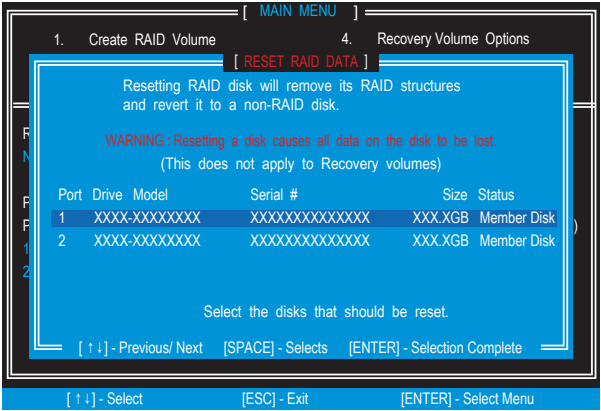 [ MAIN MENU ]
1. Create RAID Volume 4. Recovery Volume Options
[ RESET RAID DATA ]
Resetting RAID disk will remove its RAID structures
and revert it to a non-RAID disk.
WARNING : Resetting a disk causes all data on the disk to be lost.
(This does not apply to Recovery volumes)
Port Drive Model Serial # Size Status
1 XXXX-XXXXXXXX XXXXXXXXXXXXXX XXX.XGB Member Disk
2 XXXX-XXXXXXXX XXXXXXXXXXXXXX XXX.XGB Member Disk
Select the disks that should be reset.
[ ↑↓] - Previous/ Next [SPACE] - Selects [ENTER] - Selection Complete
[ ↑↓] - Select [ESC] - Exit [ENTER] - Select Menu